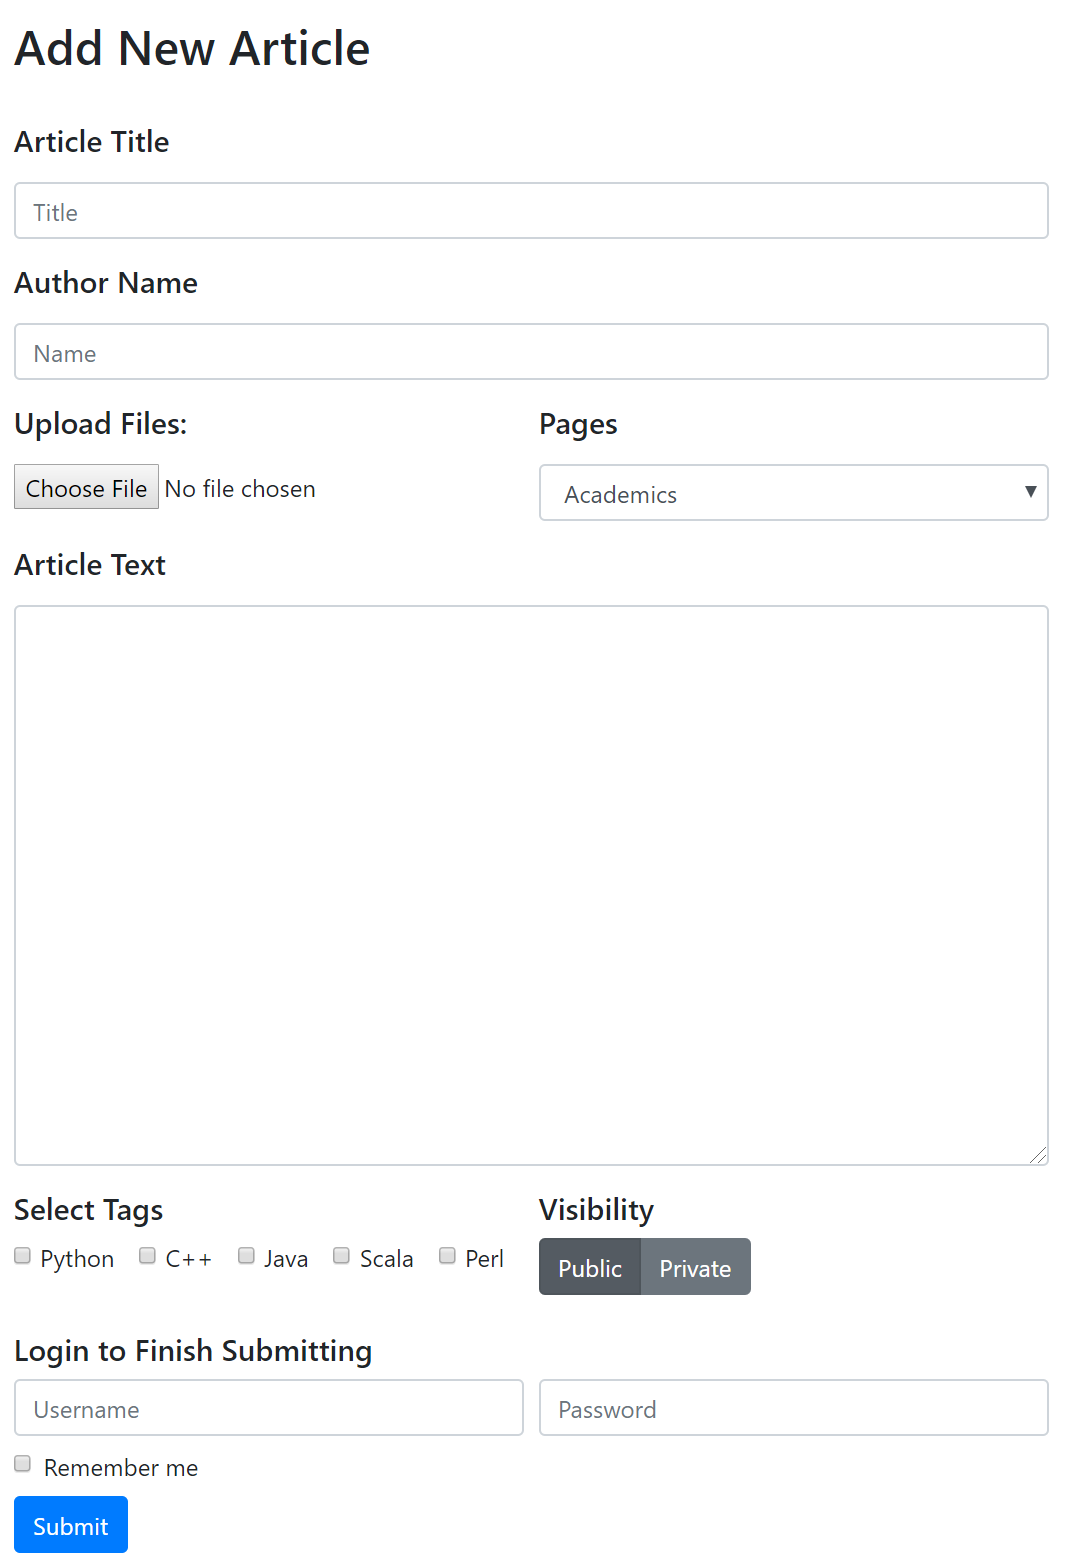 Add New Article
Article Title
Title
Author Name
Name
Upload Files:
Choose File No file chosen
Pages
Academics
Article Text
Select Tags
Python C++ Java Scala Perl
Visibility
Public Private
Login to Finish Submitting
Username
Password
Remember me
Submit